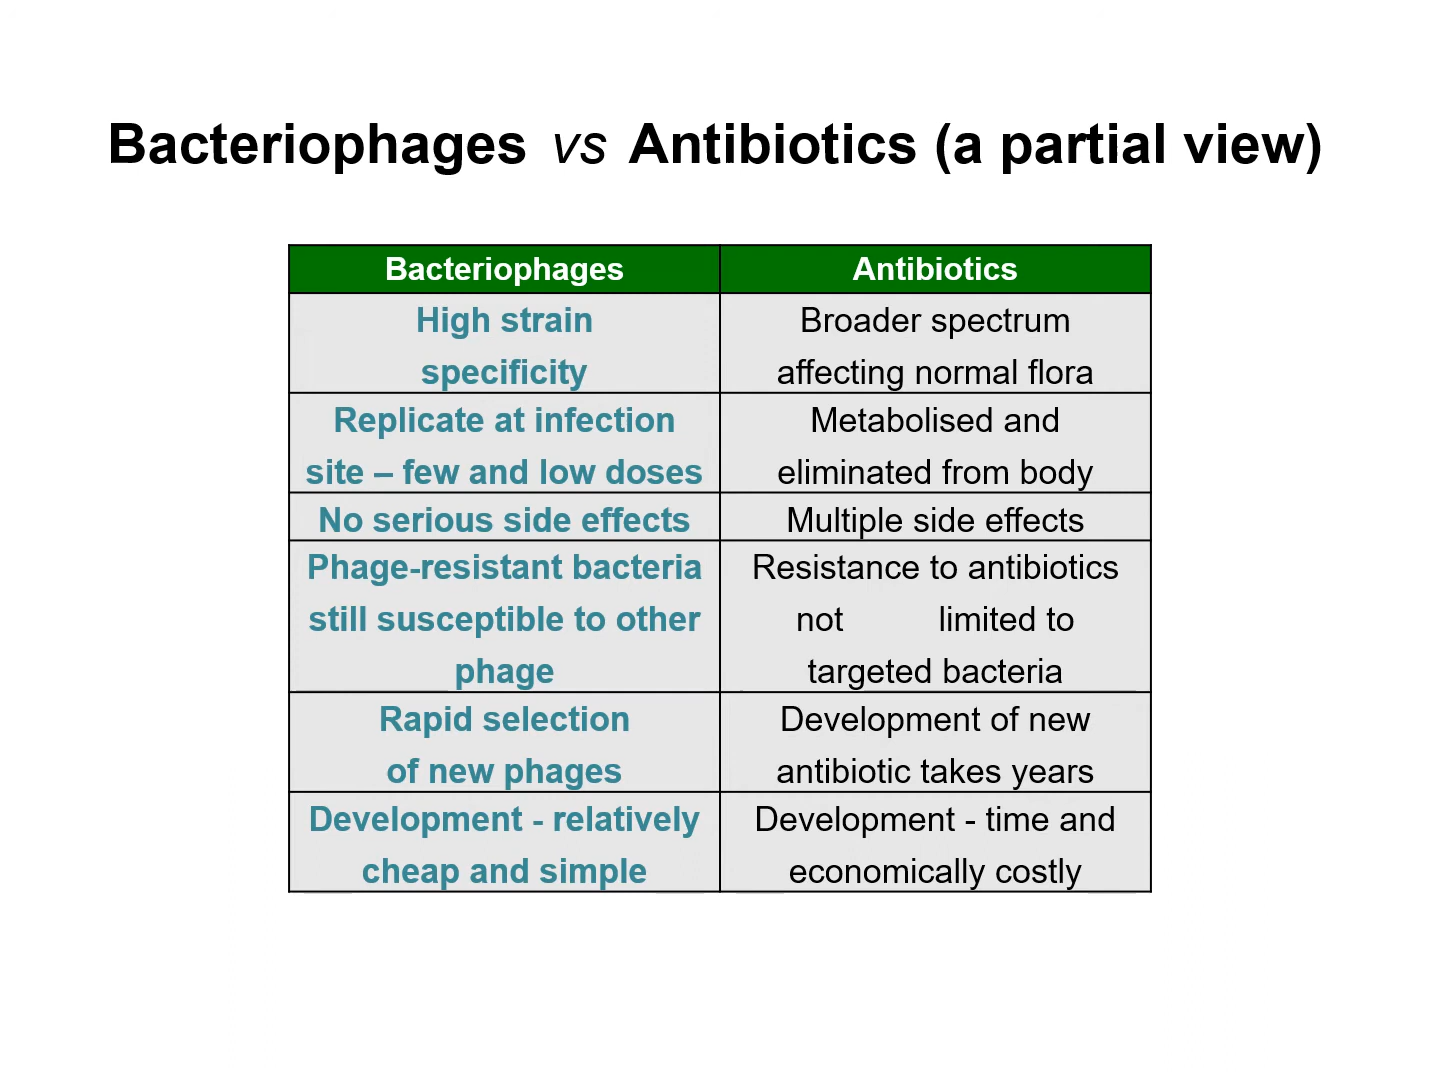 Bacteriophages vs Antibiotics (a partial view)
Bacteriophages
Antibiotics
High strain
specificity
Broader spectrum
affecting normal flora
Replicate at infection
site – few and low doses
Metabolised and
eliminated from body
No serious side effects
Multiple side effects
Phage-resistant bacteria
still susceptible to other
phage
Resistance to antibiotics
not limited to
targeted bacteria
Rapid selection
of new phages
Development of new
antibiotic takes years
Development - relatively
cheap and simple
Development - time and
economically costly